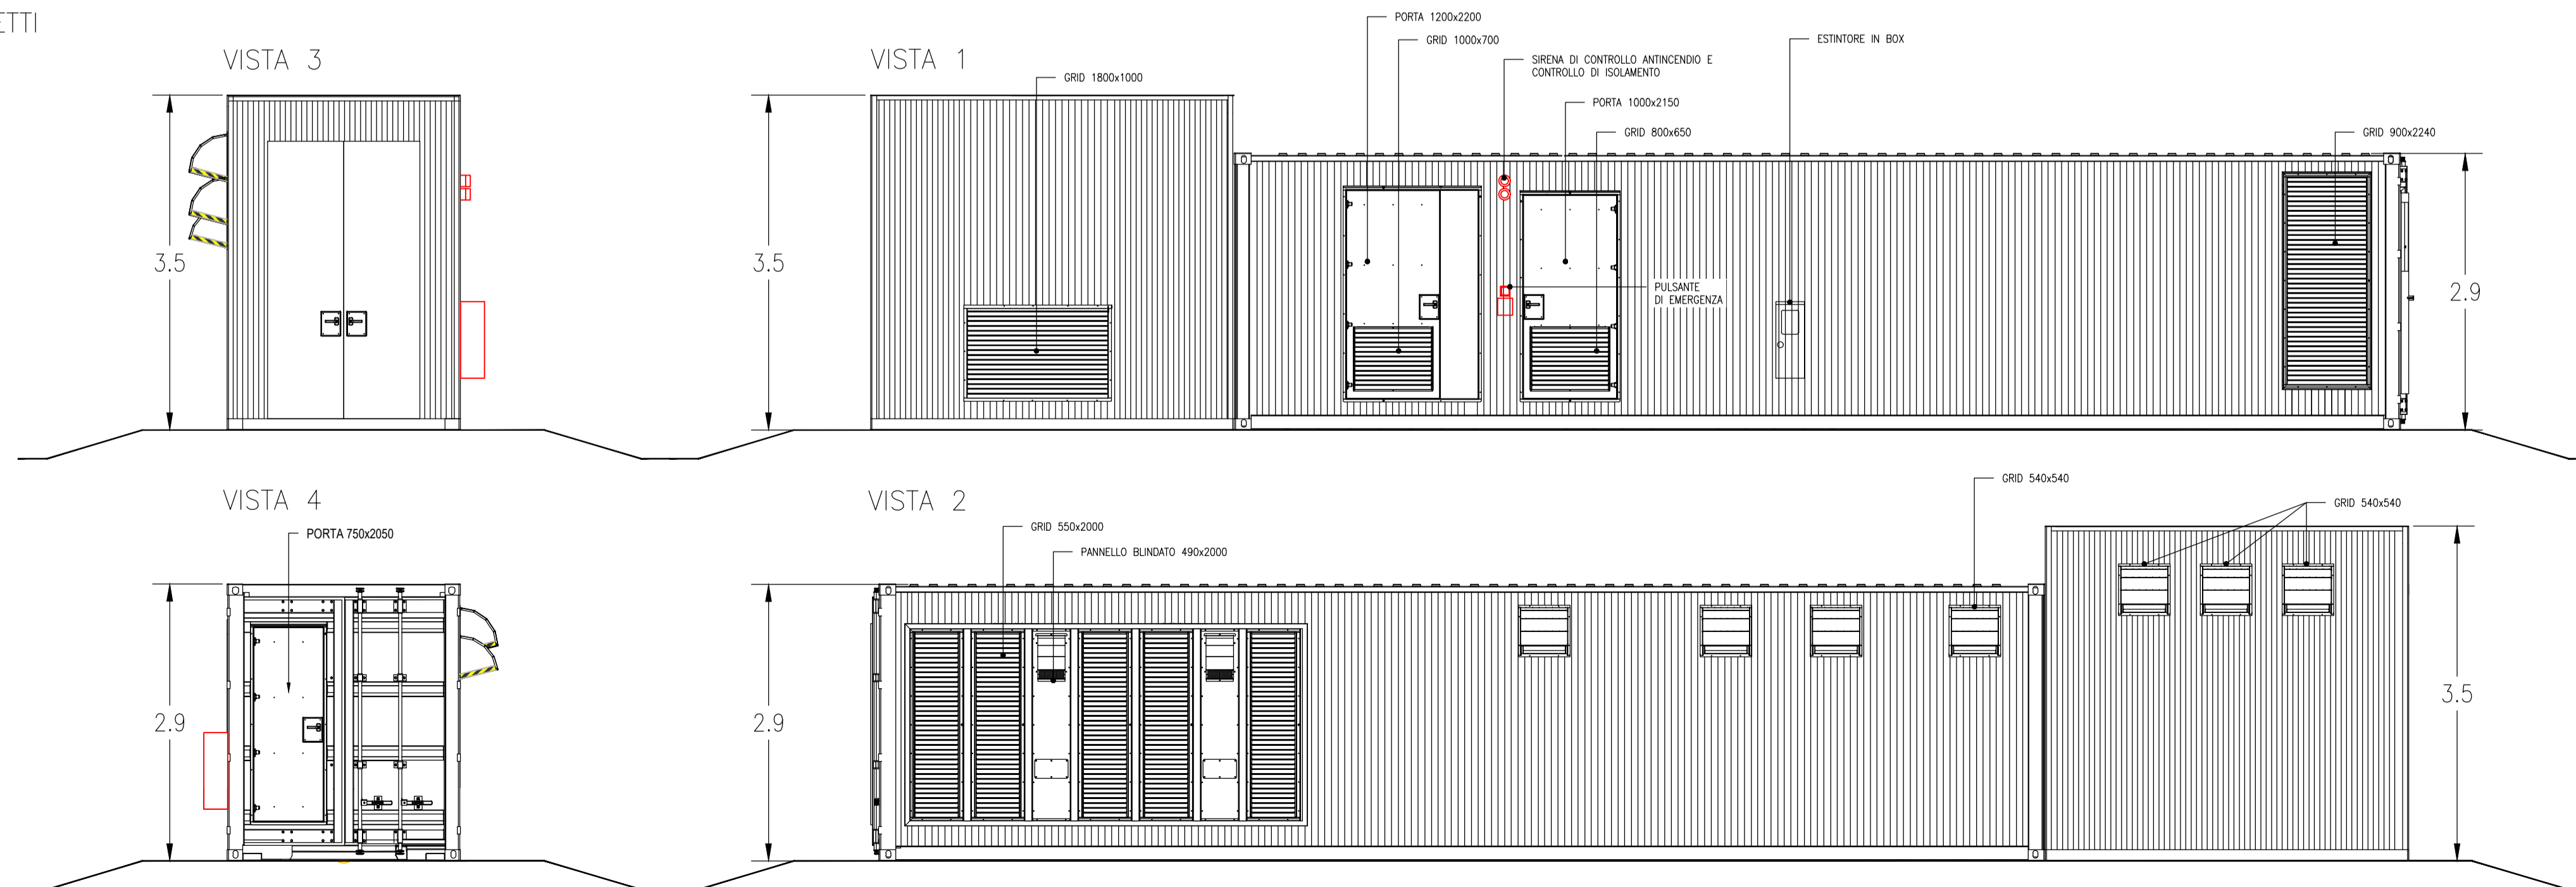 ETTI
VISTA 3
3.5
VISTA 1
3.5
GRID 1800x1000
PORTA 1200x2200
GRID 1000x700
SIRENA DI CONTROLLO ANTINCENDIO E
CONTROLLO DI ISOLAMENTO
PORTA 1000x2150
GRID 800x650
ESTINTORE IN BOX
GRID 900x2240
PULSANTE
DI EMERGENZA
2.9
VISTA 4
PORTA 750x2050
2.9
VISTA 2
2.9
GRID 550x2000
PANNELLO BLINDATO 490x2000
GRID 540x540
GRID 540x540
3.5